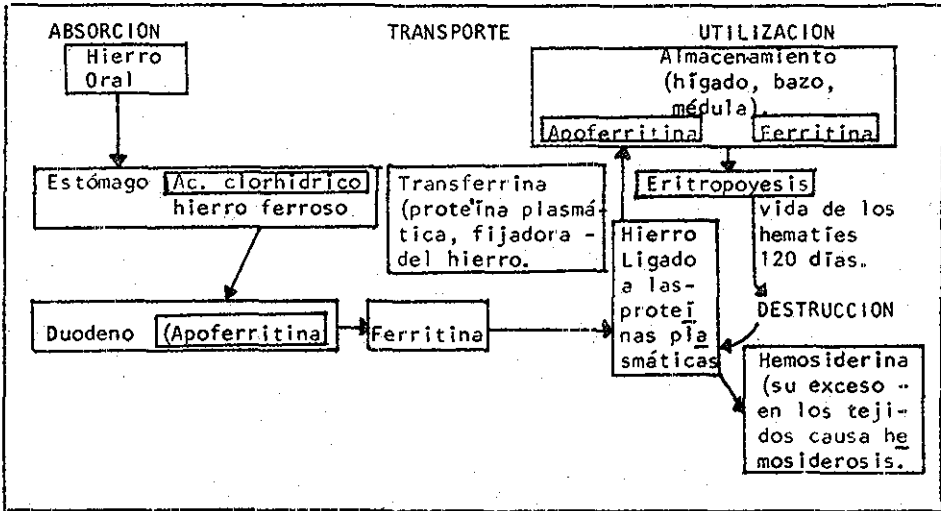 ABSORCION TRANSPORTE UTILIZACION
Hierro
Oral
Almacenamiento
(hígado, bazo,
médula).
Apoferritina Ferritina
Estómago Ac. clorhídrico
hierro ferroso
Transferrina
(proteína plasmá
tica, fijadora -
del hierro.
Eritropoyesis
vida de los
hematíes
120 días.
Hierro
Ligado
a las-
proteí
nas pla
smáticas
Duodeno (Apoferritina
Ferritina
DESTRUCCION
Hemosiderina
(su exceso -
en los teji-
dos causa he
mosiderosis.